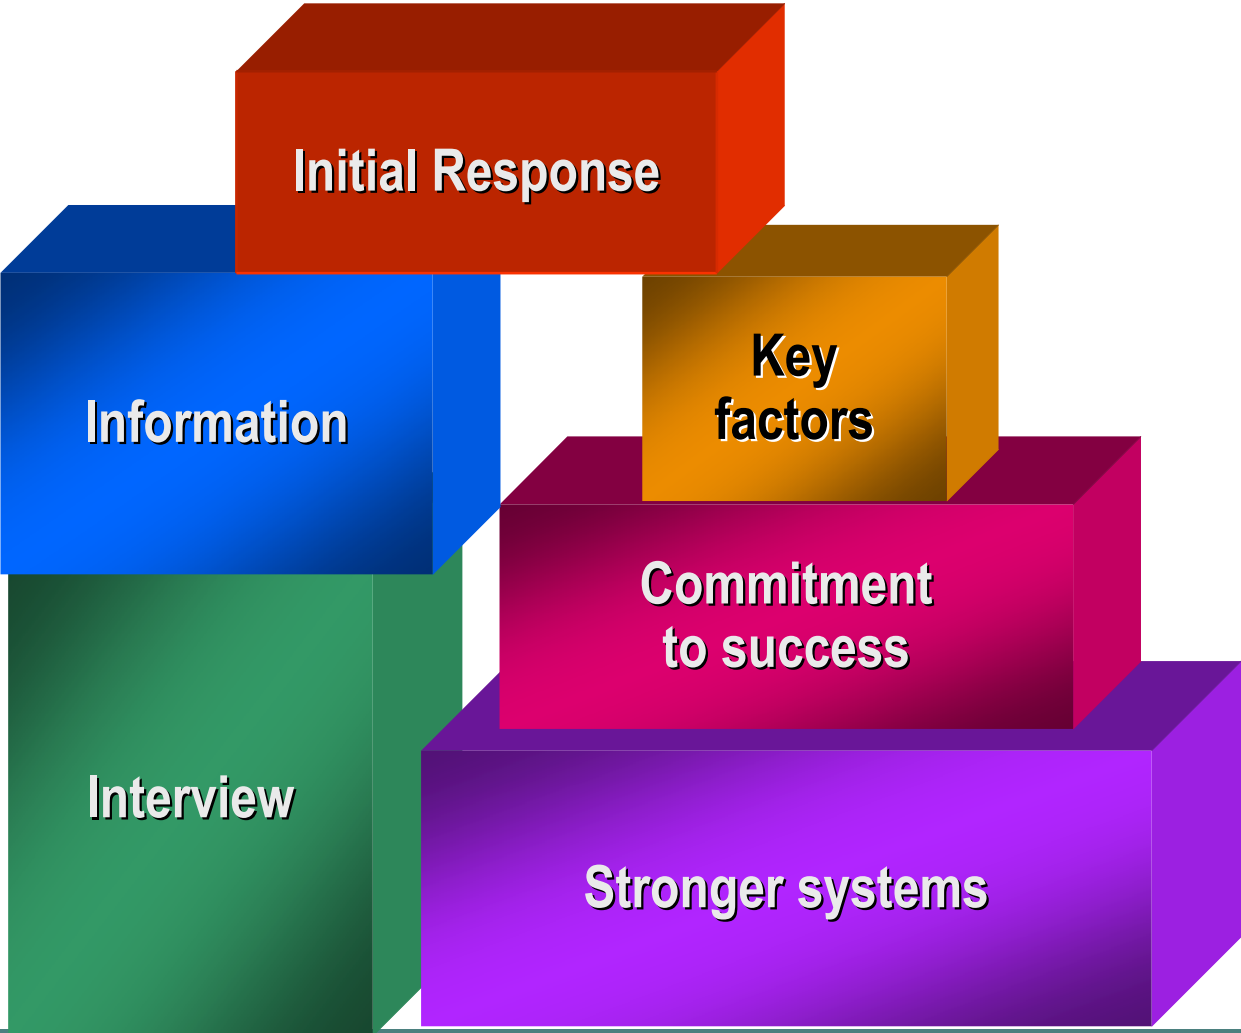 Initial Response
Information
Key
factors
Commitment
to success
Interview
Stronger systems